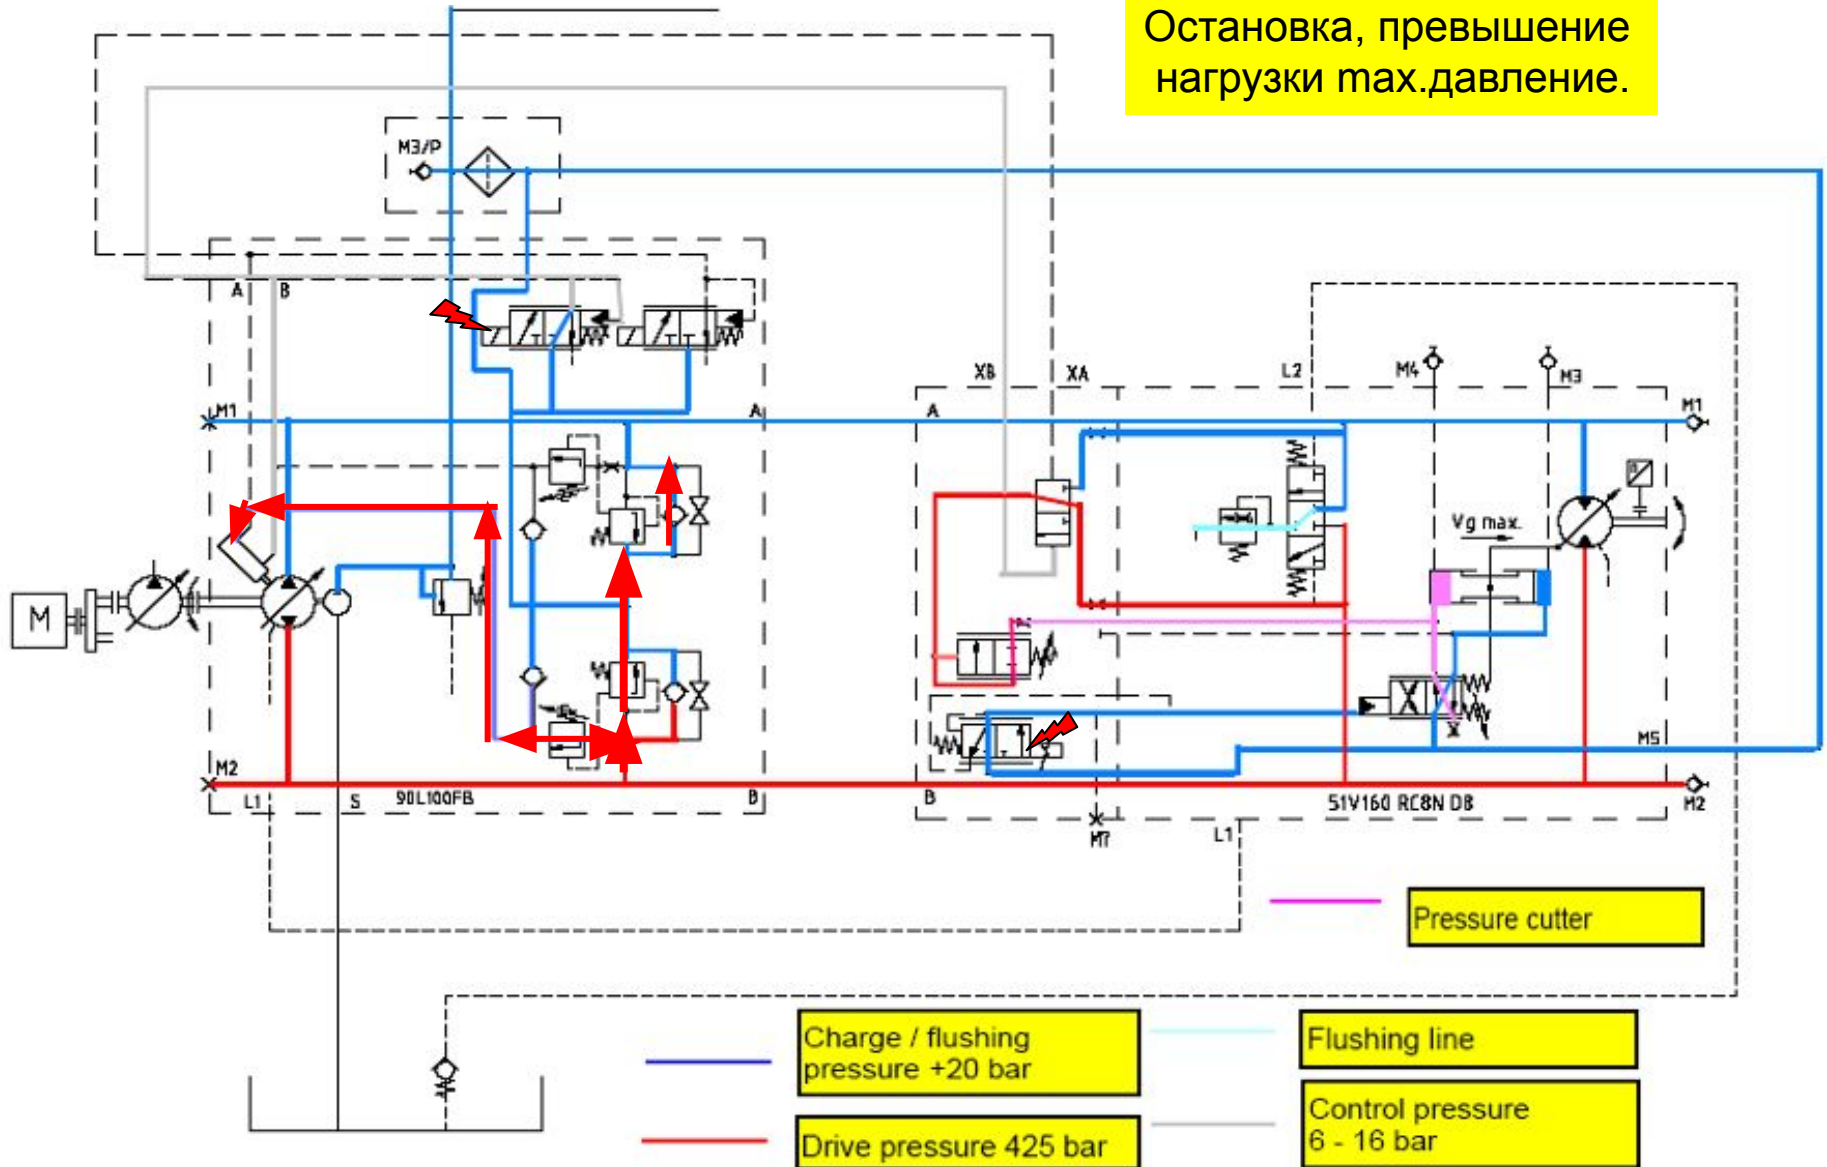 Остановка, превышение
нагрузки max.давление.
M3/P
A
B
XB
XA
L2
M4
M3
M1
A
A
M1
Vg max.
M
M5
M2
L1
S
90L100FB
B
B
M7
L1
51V160 RC8N DB
M2
Pressure cutter
Charge / flushing
pressure +20 bar
Flushing line
Drive pressure 425 bar
Control pressure
6 - 16 bar